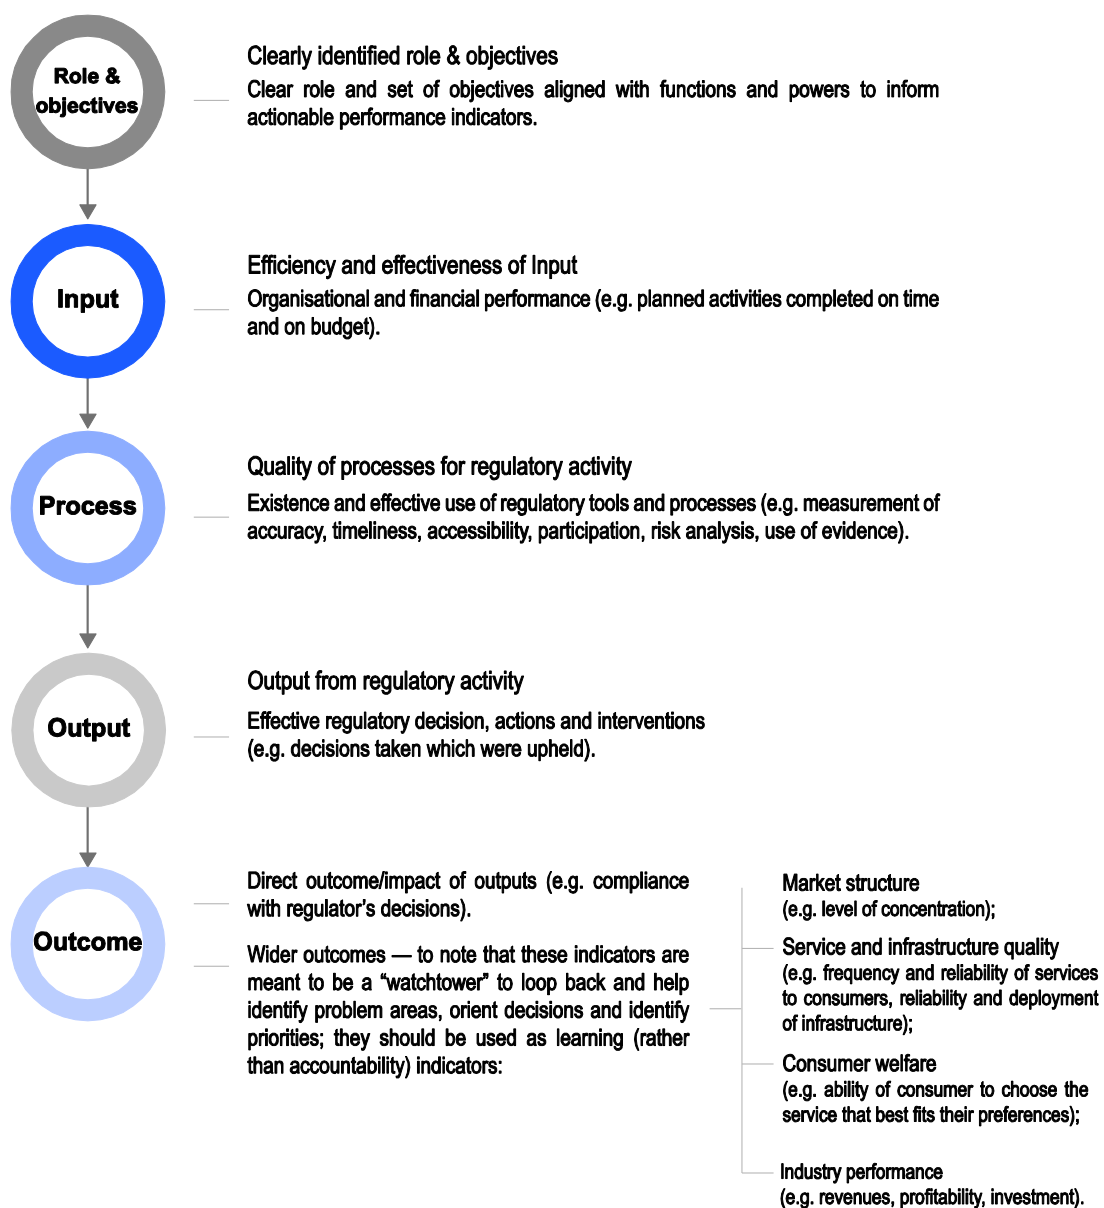 Role &
objectives
Clearly identified role & objectives
Clear role and set of objectives aligned with functions and powers to inform
actionable performance indicators.
Input
Efficiency and effectiveness of Input
Organisational and financial performance (e.g. planned activities completed on time
and on budget).
Process
Quality of processes for regulatory activity
Existence and effective use of regulatory tools and processes (e.g. measurement of
accuracy, timeliness, accessibility, participation, risk analysis, use of evidence).
Output
Output from regulatory activity
Effective regulatory decision, actions and interventions
(e.g. decisions taken which were upheld).
Outcome
Direct outcome/impact of outputs (e.g. compliance
with regulator’s decisions).
Wider outcomes — to note that these indicators are
meant to be a “watchtower” to loop back and help
identify problem areas, orient decisions and identify
priorities; they should be used as learning (rather
than accountability) indicators:
Market structure
(e.g. level of concentration);
Service and infrastructure quality
(e.g. frequency and reliability of services
to consumers, reliability and deployment
of infrastructure);
Consumer welfare
(e.g. ability of consumer to choose the
service that best fits their preferences);
Industry performance
(e.g. revenues, profitability, investment).